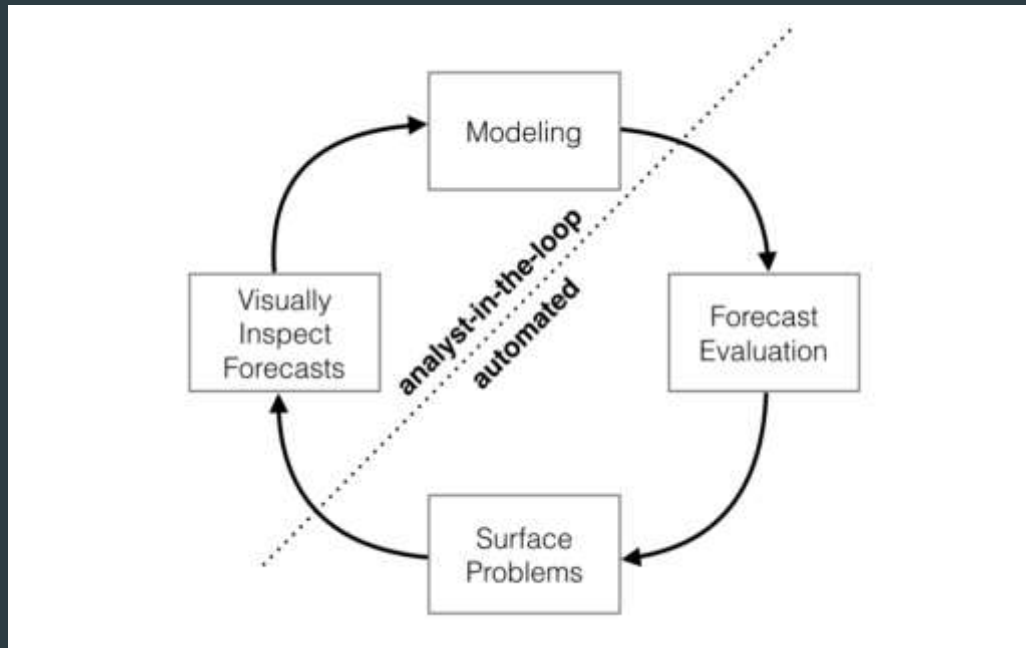 Modeling
analyst-in-the-loop
automated
Visually
Inspect
Forecasts
Forecast
Evaluation
Surface
Problems